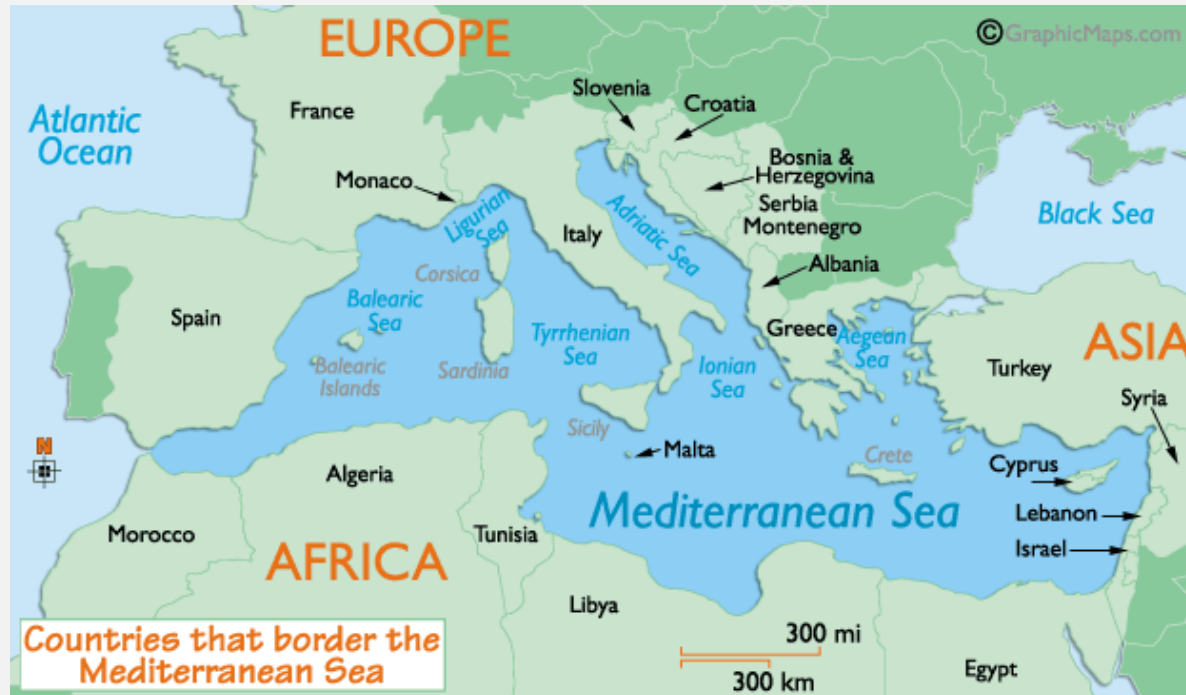 EUROPE
© GraphicMaps.com
Slovenia
Croatia
France
Atlantic
Ocean
Bosnia &
Herzegovina
Monaco
Ligurian
Sea
Adriatic Sea
Serbia
Montenegro
Black Sea
Italy
Corsica
Albania
Balearic
Sea
Spain
Tyrrhenian
Sea
Greece
Aegean
Sea
ASIA
Balearic
Islands
Sardinia
Ionian
Sea
Turkey
Syria
Sicily
N
Malta
Crete
Cyprus
Algeria
Mediterranean Sea
Lebanon
Morocco
Tunisia
Israel
AFRICA
Libya
Countries that border the
Mediterranean Sea
300 mi
300 km
Egypt